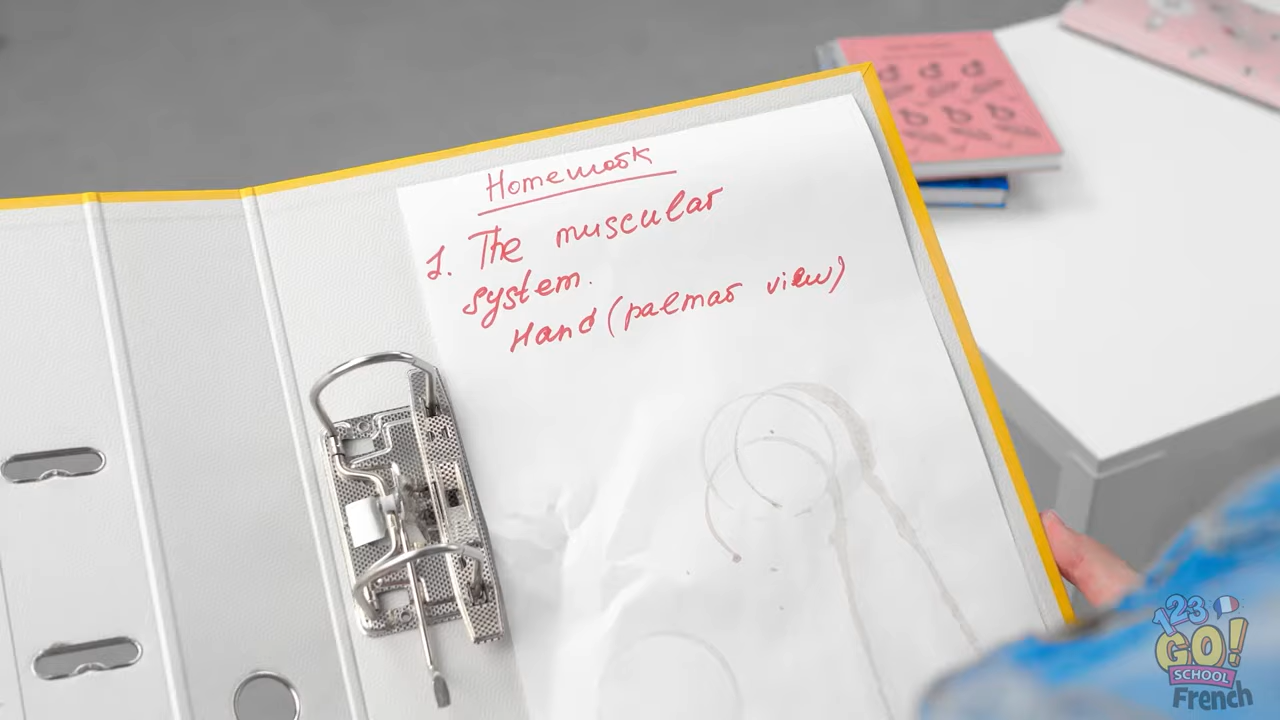 Homework
1. The muscular
system.
Hand (palmar view)
123
GO!
SCHOOL
French